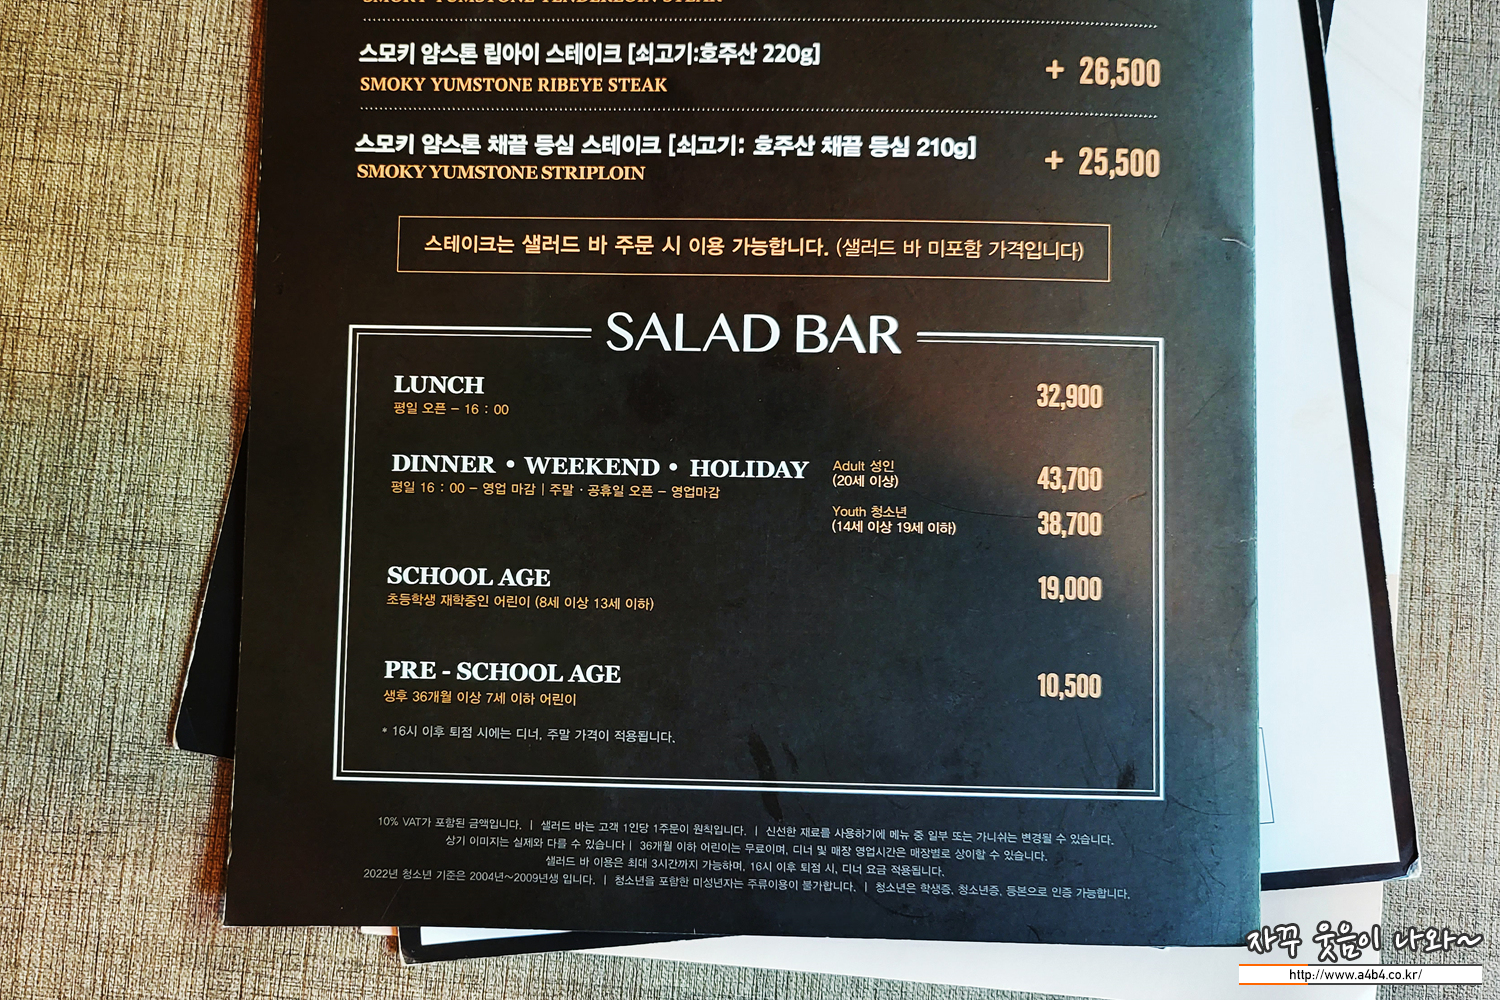 SMOKY YUMSTONE TENDERLOIN STEAK
스모키 얌스톤 립아이 스테이크 [쇠고기:호주산 220g]
SMOKY YUMSTONE RIBEYE STEAK
+ 26,500
스모키 얌스톤 채끝 등심 스테이크 [쇠고기: 호주산 채끝 등심 210g]
SMOKY YUMSTONE STRIPLOIN
+ 25,500
스테이크는 샐러드 바 주문 시 이용 가능합니다. (샐러드 바 미포함 가격입니다)
SALAD BAR
LUNCH
평일 오픈 - 16 : 00
32,900
DINNER • WEEKEND • HOLIDAY
평일 16 : 00 - 영업 마감 | 주말 · 공휴일 오픈 - 영업마감
Adult 성인
(20세 이상)
43,700
Youth 청소년
(14세 이상 19세 이하)
38,700
SCHOOL AGE
초등학생 재학중인 어린이 (8세 이상 13세 이하)
19,000
PRE - SCHOOL AGE
생후 36개월 이상 7세 이하 어린이
10,500
* 16시 이후 퇴점 시에는 디너, 주말 가격이 적용됩니다.
10% VAT가 포함된 금액입니다. | 샐러드 바는 고객 1인당 1주문이 원칙입니다. | 신선한 재료를 사용하기에 메뉴 중 일부 또는 가니쉬는 변경될 수 있습니다.
상기 이미지는 실제와 다를 수 있습니다 | 36개월 이하 어린이는 무료이며, 디너 및 매장 영업시간은 매장별로 상이할 수 있습니다.
샐러드 바 이용은 최대 3시간까지 가능하며, 16시 이후 퇴점 시, 디너 요금 적용됩니다.
2022년 청소년 기준은 2004년~2009년생 입니다. | 청소년을 포함한 미성년자는 주류이용이 불가합니다. | 청소년은 학생증, 청소년증, 등본으로 인증 가능합니다.
자꾸 웃음이 나와~
http://www.a4b4.co.kr/